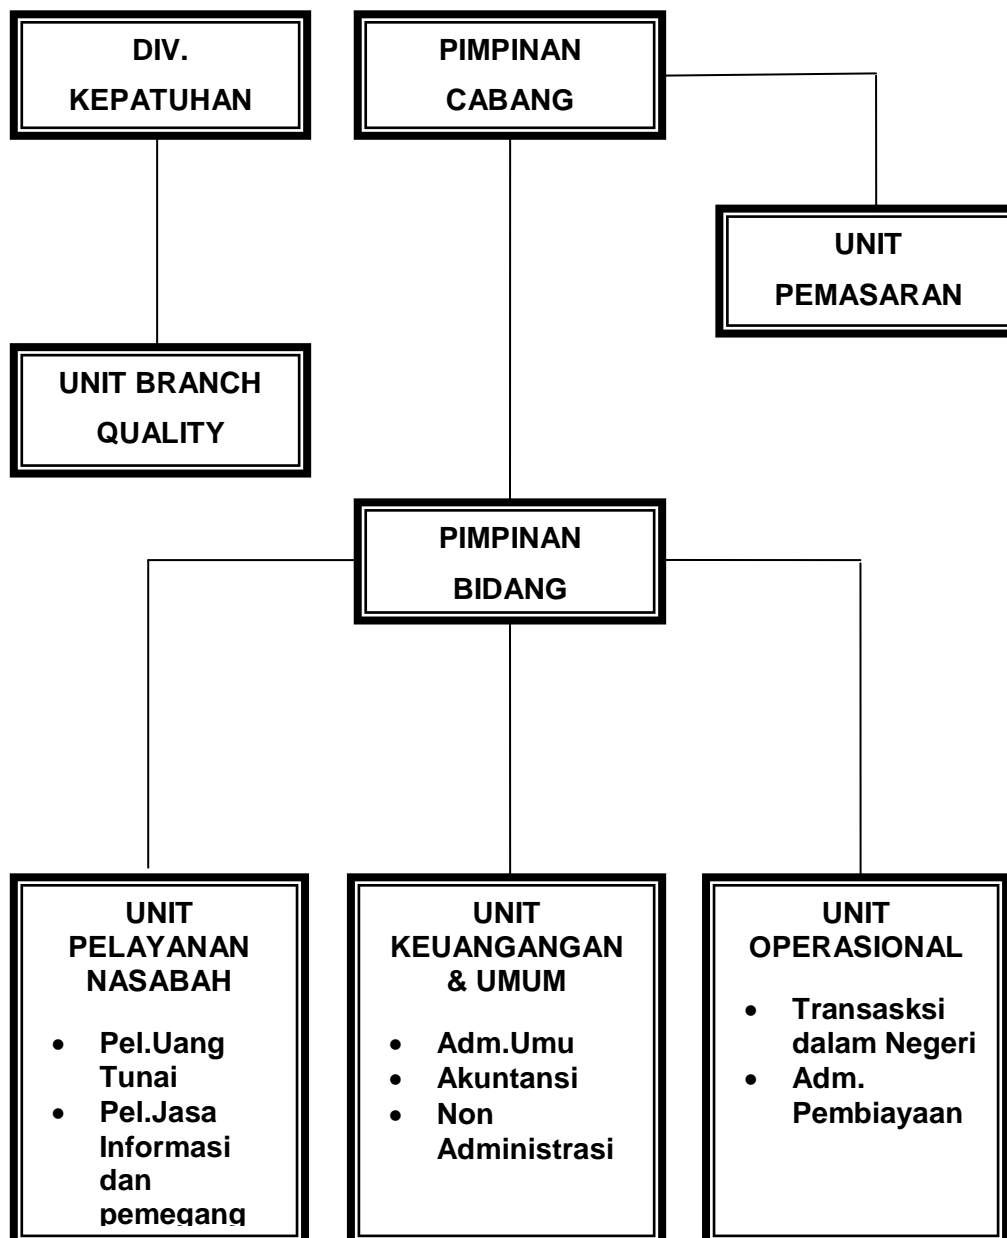 DIV.
KEPATUHAN
PIMPINAN
CABANG
UNIT
PEMASARAN
UNIT BRANCH
QUALITY
PIMPINAN
BIDANG
UNIT
PELAYANAN
NASABAH
• Pel.Uang
Tunai
• Pel.Jasa
Informasi
dan
pemegang
UNIT
KEUANGANGAN
& UMUM
• Adm.Umu
• Akuntansi
• Non
Administrasi
UNIT
OPERASIONAL
• Transasksi
dalam Negeri
• Adm.
Pembiayaan